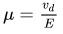 μ = v_d / E